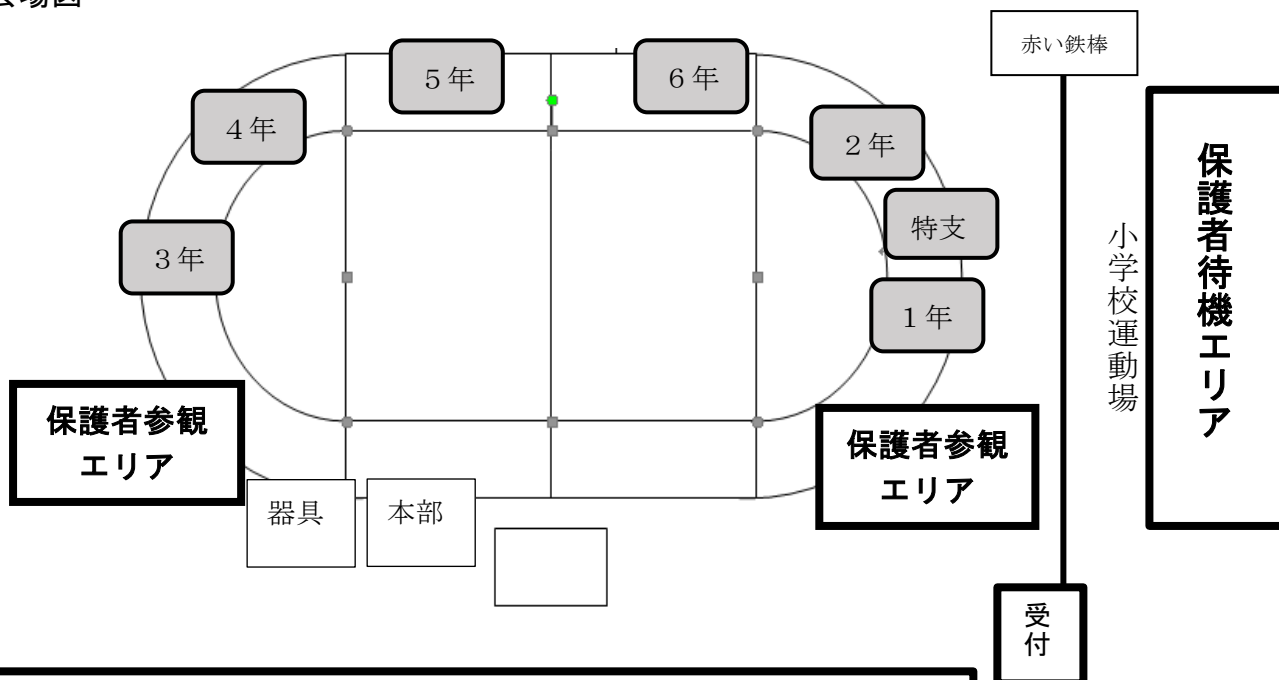 会場図
赤い鉄棒
5年
6年
4年
2年
特支
3年
1年
小学校運動場
保護者待機エリア
保護者参観
エリア
保護者参観
エリア
器具
本部
受付